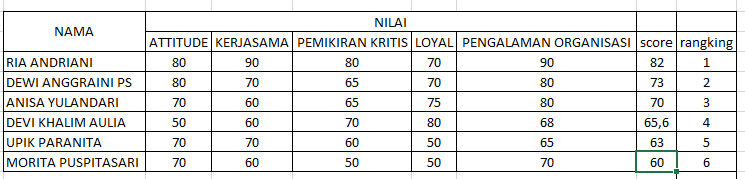 NAMA NILAI
ATTITUDE KERJASAMA PEMIKIRAN KRITIS LOYAL PENGALAMAN ORGANISASI score rangking
RIA ANDRIANI 80 90 80 70 90 82 1
DEWI ANGGRAINI PS 80 70 65 70 80 73 2
ANISA YULANDARI 70 60 65 75 80 70 3
DEVI KHALIM AULIA 50 60 70 80 68 65,6 4
UPIK PARANITA 70 70 60 50 65 63 5
MORITA PUSPITASARI 70 60 50 50 70 60 6